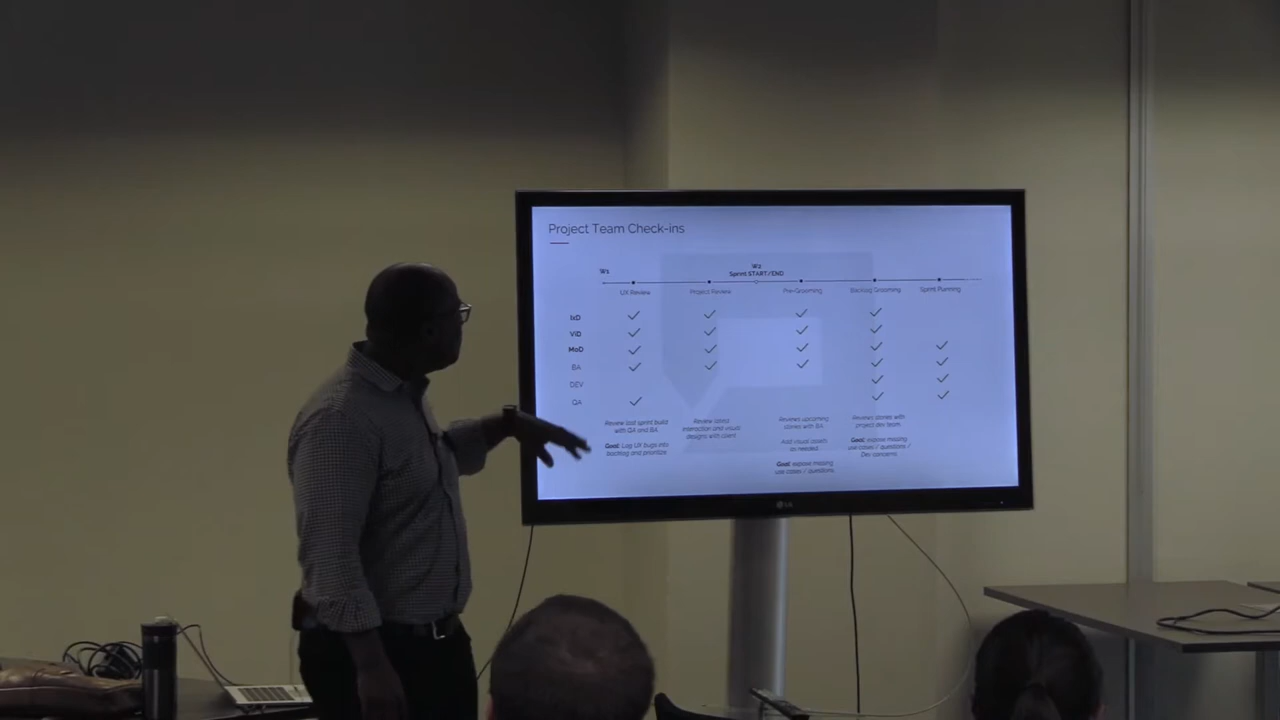 Project Team Check-ins
W1
W2
Sprint START/END
UX Review
Project Review
Pre-Grooming
Backlog Grooming
Sprint Planning
IxD
ViD
MoD
BA
DEV
QA
Review last sprint build
with QA and BA
Goal: Log UX bugs into
backlog and prioritize.
Review latest
interaction and visual
designs with client
Reviews upcoming
stories with BA
Add visual assets
as needed.
Goal: expose missing
use cases / questions.
Reviews stories with
project dev team.
Goal: expose missing
use cases / questions /
Dev concerns
LG